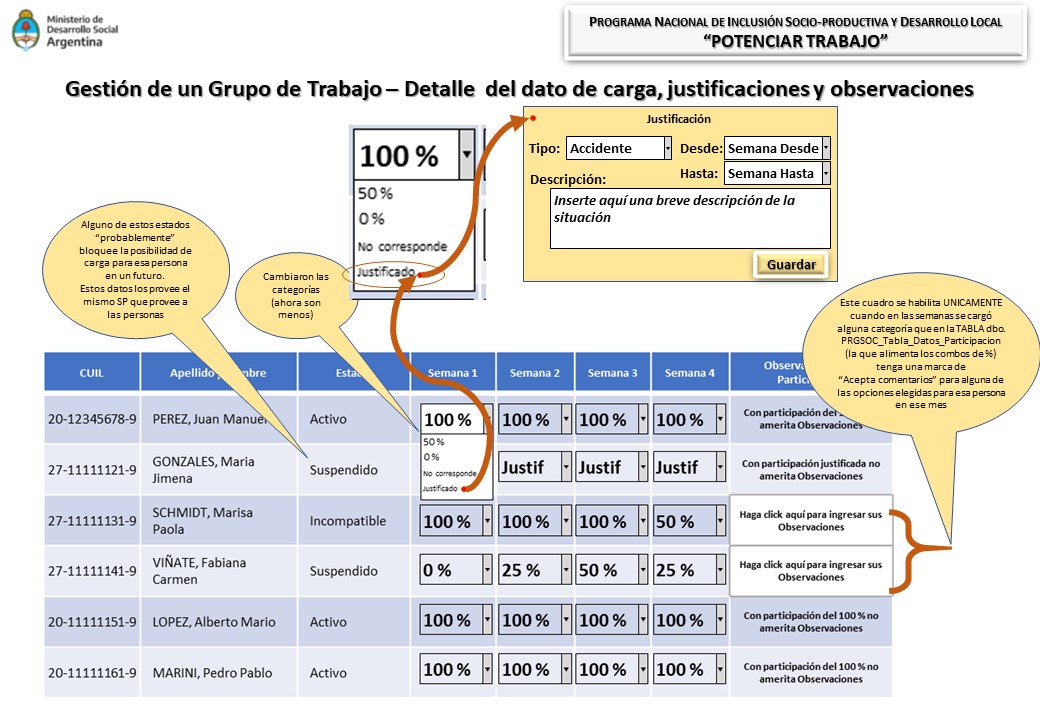 Ministerio de
Desarrollo Social
Argentina
PROGRAMA NACIONAL DE INCLUSIÓN SOCIO-PRODUCTIVA Y DESARROLLO LOCAL
“POTENCIAR TRABAJO”
Gestión de un Grupo de Trabajo – Detalle del dato de carga, justificaciones y observaciones
100 %
50 %
0 %
No corresponde
Justificado
Justificación
Tipo: Accidente Desde: Semana Desde
Hasta: Semana Hasta
Descripción:
Inserte aquí una breve descripción de la
situación
Guardar
Alguno de estos estados
“probablemente”
bloquee la posibilidad de
carga para esa persona
en un futuro.
Estos datos los provee el
mismo SP que provee a
las personas
Cambiaron las
categorías
(ahora son
menos)
Este cuadro se habilita UNICAMENTE
cuando en las semanas se cargó
alguna categoría que en la TABLA dbo.
PRGSOC_Tabla_Datos_Participacion
(la que alimenta los combos de %)
tenga una marca de
“Acepta comentarios” para alguna de
las opciones elegidas para esa persona
en ese mes
CUIL Semana 1 Semana 2 Semana 3 Semana 4
20-12345678-9 PEREZ, Juan Manuel Activo 100 % 100 % 100 % 100 % Con participación del
amerita Observaciones
50 %
0 %
No corresponde
Justificado
27-11111121-9 GONZALES, Maria
Jimena Suspendido Justif Justif Justif Con participación justificada no
amerita Observaciones
27-11111131-9 SCHMIDT, Marisa
Paola Incompatible 100 % 100 % 100 % 50 % Haga click aquí para ingresar sus
Observaciones
27-11111141-9 VIÑATE, Fabiana
Carmen Suspendido 0 % 25 % 50 % 25 % Haga click aquí para ingresar sus
Observaciones
20-11111151-9 LOPEZ, Alberto Mario Activo 100 % 100 % 100 % 100 % Con participación del 100 % no
amerita Observaciones
20-11111161-9 MARINI, Pedro Pablo Activo 100 % 100 % 100 % 100 % Con participación del 100 % no
amerita Observaciones